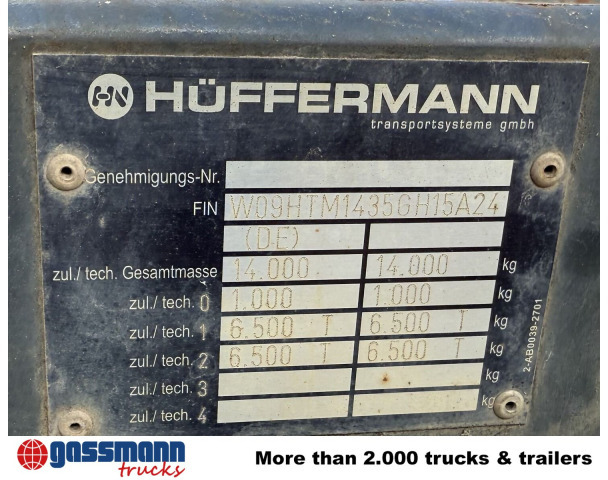 HN HÜFFERMANN
transportsysteme gmbh
Genehmigungs-Nr.
FIN W09HTM1435GH15A24
(DE)
zul./ tech. Gesamtmasse 14.000 14.000 kg
zul./ tech. 0 1.000 1.000 kg
zul./ tech. 1 6.500 T 6.500 T kg
zul./ tech. 2 6.500 T 6.500 T kg
zul./ tech. 3 kg
zul./ tech. 4 kg
2-AB0039-2701
gassmann
trucks
More than 2.000 trucks & trailers